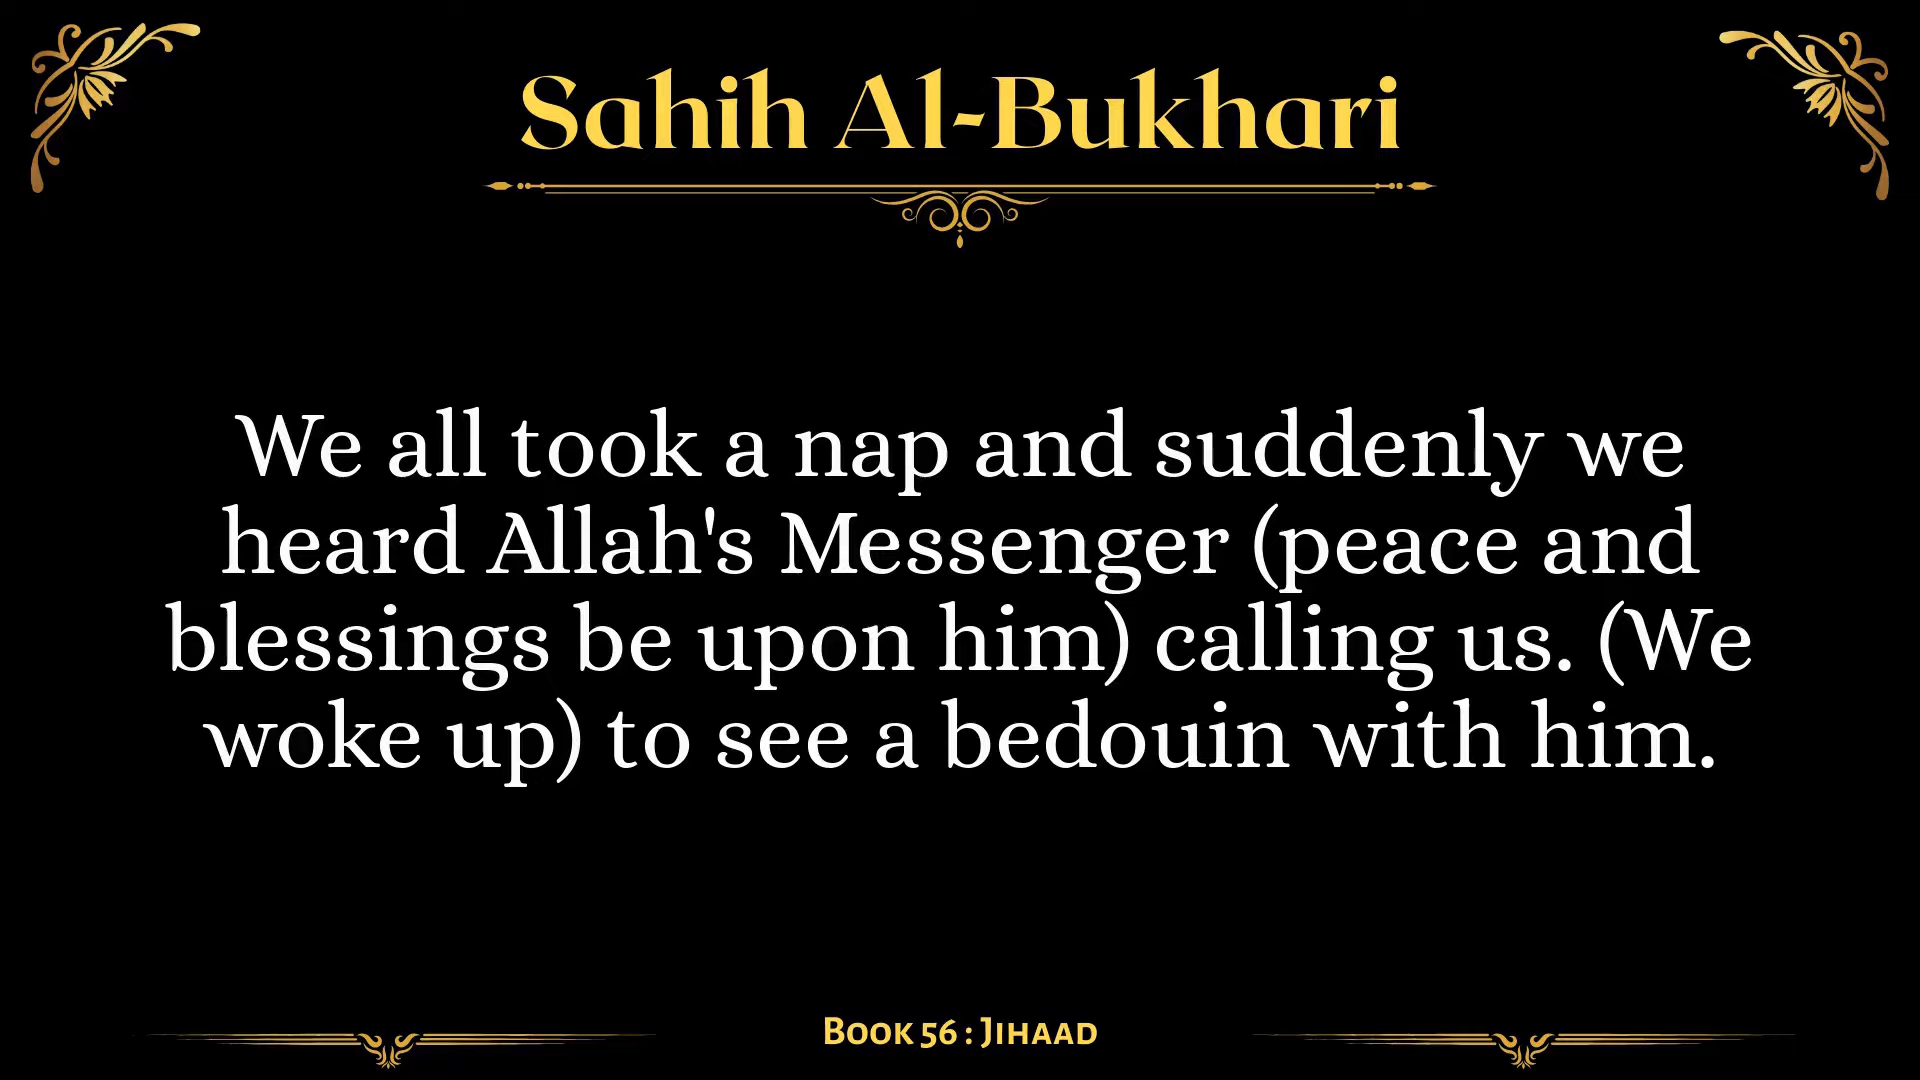 Sahih Al-Bukhari
We all took a nap and suddenly we
heard Allah's Messenger (peace and
blessings be upon him) calling us. (We
woke up) to see a bedouin with him.
Book 56 : Jihaad